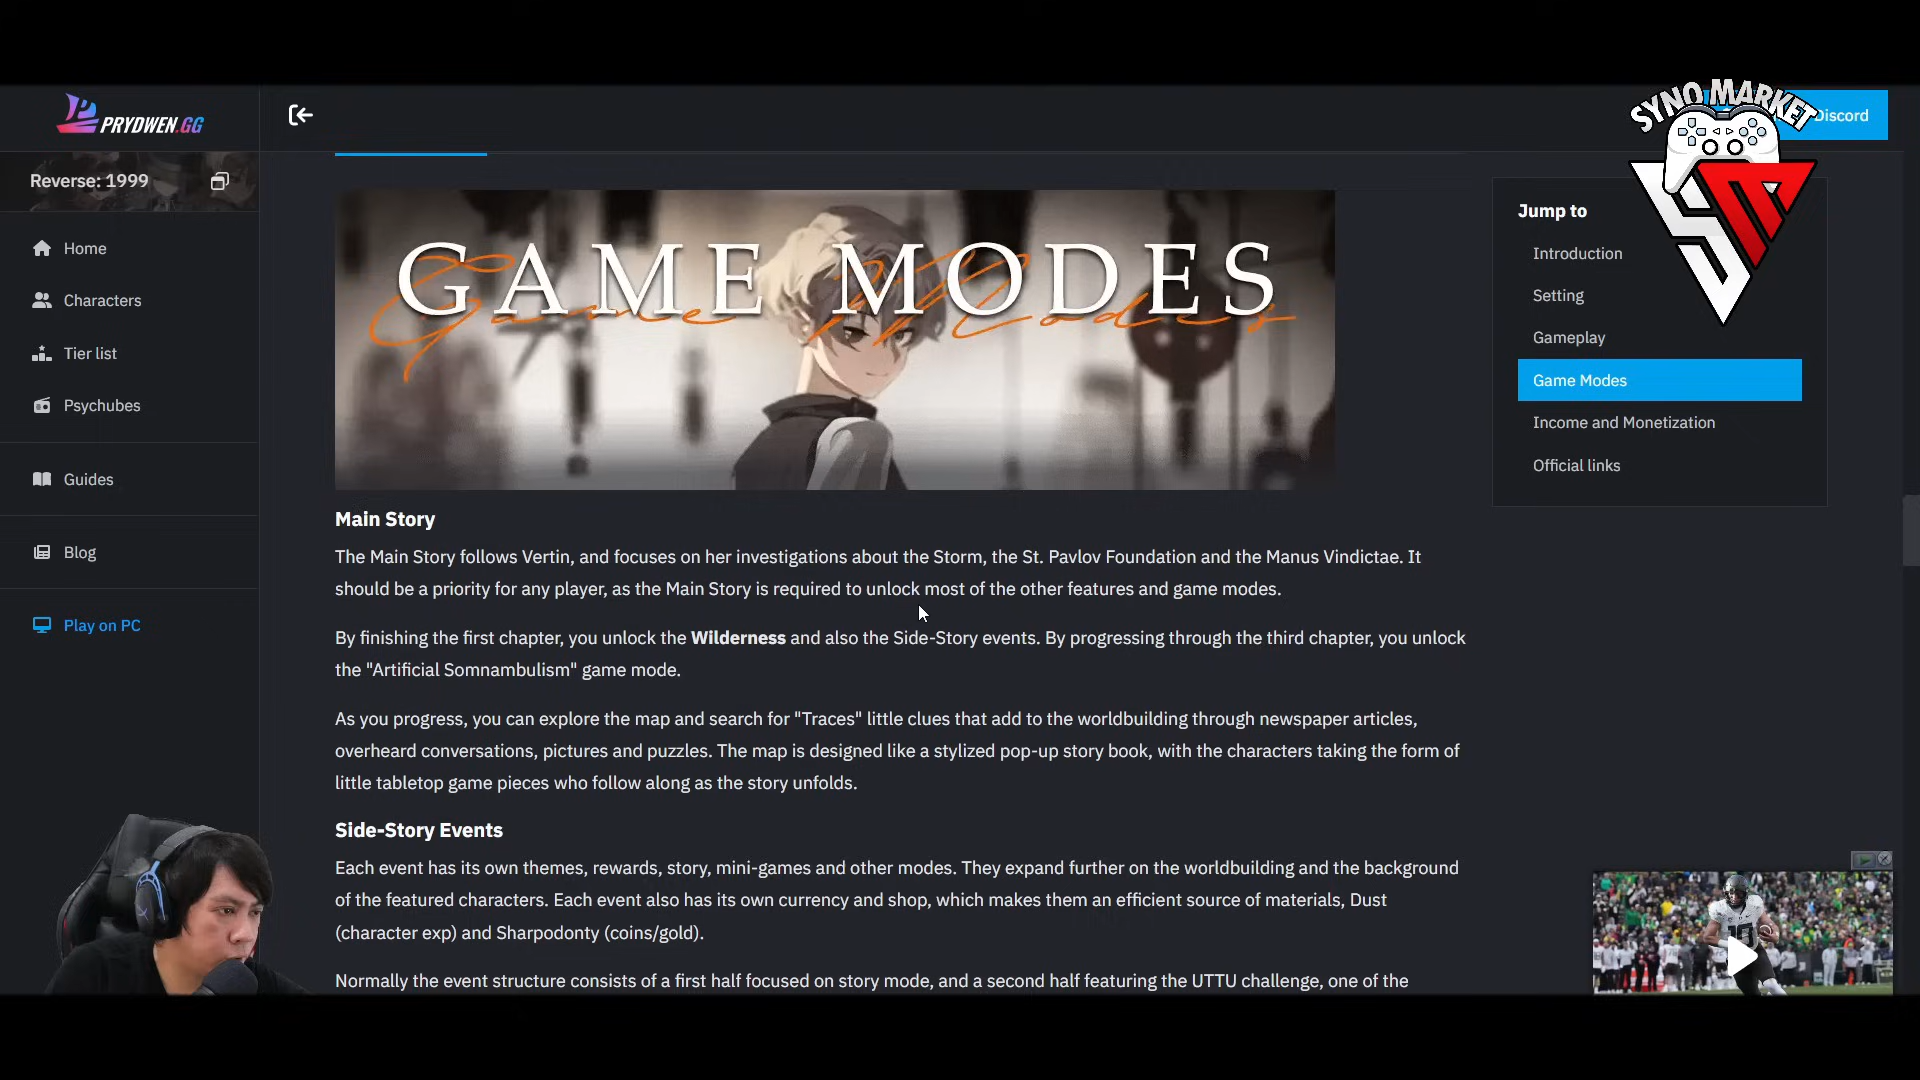 PRYDWEN.GG
SYNO MARKET
Discord
Reverse: 1999
Home
Characters
Tier list
Psychubes
Guides
Blog
Play on PC
GAME MODES
Game Modes
Main Story
The Main Story follows Vertin, and focuses on her investigations about the Storm, the St. Pavlov Foundation and the Manus Vindictae. It
should be a priority for any player, as the Main Story is required to unlock most of the other features and game modes.
By finishing the first chapter, you unlock the Wilderness and also the Side-Story events. By progressing through the third chapter, you unlock
the "Artificial Somnambulism" game mode.
As you progress, you can explore the map and search for "Traces" little clues that add to the worldbuilding through newspaper articles,
overheard conversations, pictures and puzzles. The map is designed like a stylized pop-up story book, with the characters taking the form of
little tabletop game pieces who follow along as the story unfolds.
Side-Story Events
Each event has its own themes, rewards, story, mini-games and other modes. They expand further on the worldbuilding and the background
of the featured characters. Each event also has its own currency and shop, which makes them an efficient source of materials, Dust
(character exp) and Sharpodonty (coins/gold).
Normally the event structure consists of a first half focused on story mode, and a second half featuring the UTTU challenge, one of the
Jump to
Introduction
Setting
Gameplay
Game Modes
Income and Monetization
Official links